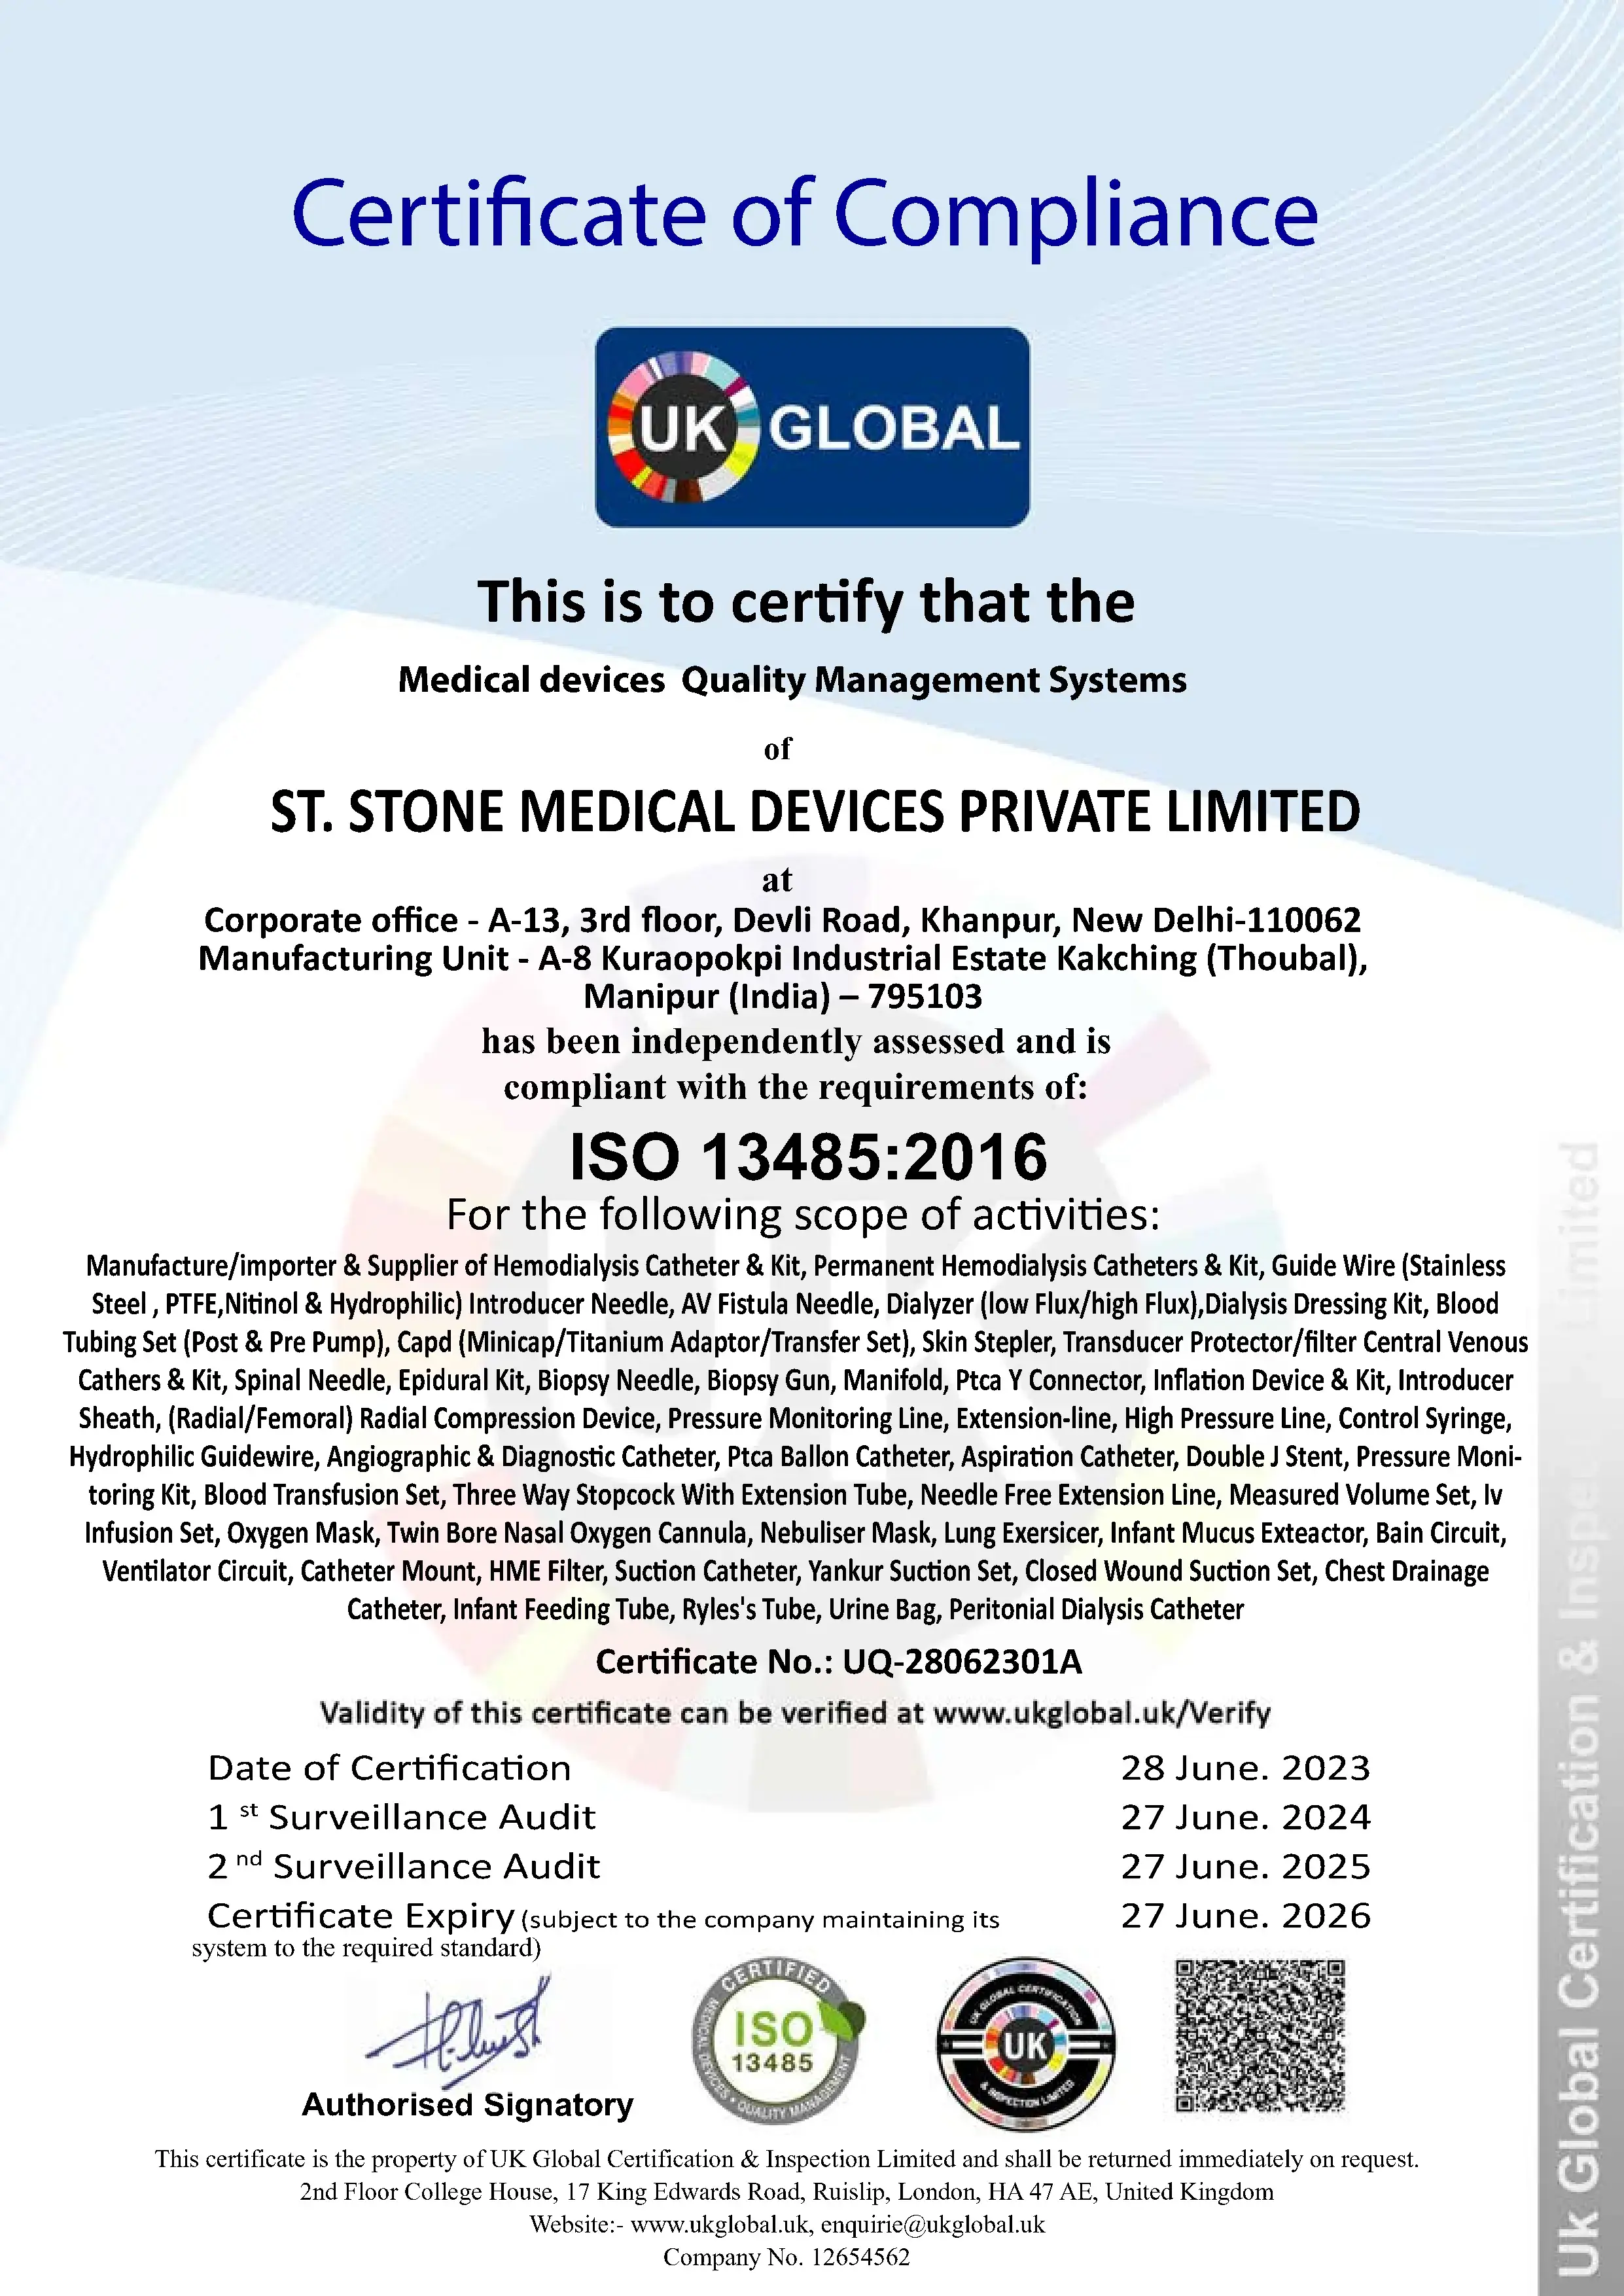 Certificate of Compliance
UK GLOBAL
This is to certify that the
Medical devices Quality Management Systems
of
ST. STONE MEDICAL DEVICES PRIVATE LIMITED
at
Corporate office - A-13, 3rd floor, Devli Road, Khanpur, New Delhi-110062
Manufacturing Unit - A-8 Kuraopokpi Industrial Estate Kakching (Thoubal),
Manipur (India) – 795103
has been independently assessed and is
compliant with the requirements of:
ISO 13485:2016
For the following scope of activities:
Manufacture/importer & Supplier of Hemodialysis Catheter & Kit, Permanent Hemodialysis Catheters & Kit, Guide Wire (Stainless
Steel , PTFE,Nitinol & Hydrophilic) Introducer Needle, AV Fistula Needle, Dialyzer (low Flux/high Flux),Dialysis Dressing Kit, Blood
Tubing Set (Post & Pre Pump), Capd (Minicap/Titanium Adaptor/Transfer Set), Skin Stepler, Transducer Protector/filter Central Venous
Cathers & Kit, Spinal Needle, Epidural Kit, Biopsy Needle, Biopsy Gun, Manifold, Ptca Y Connector, Inflation Device & Kit, Introducer
Sheath, (Radial/Femoral) Radial Compression Device, Pressure Monitoring Line, Extension-line, High Pressure Line, Control Syringe,
Hydrophilic Guidewire, Angiographic & Diagnostic Catheter, Ptca Ballon Catheter, Aspiration Catheter, Double J Stent, Pressure Moni-
toring Kit, Blood Transfusion Set, Three Way Stopcock With Extension Tube, Needle Free Extension Line, Measured Volume Set, Iv
Infusion Set, Oxygen Mask, Twin Bore Nasal Oxygen Cannula, Nebuliser Mask, Lung Exersicer, Infant Mucus Exteactor, Bain Circuit,
Ventilator Circuit, Catheter Mount, HME Filter, Suction Catheter, Yankur Suction Set, Closed Wound Suction Set, Chest Drainage
Catheter, Infant Feeding Tube, Ryles's Tube, Urine Bag, Peritonial Dialysis Catheter
Certificate No.: UQ-28062301A
Validity of this certificate can be verified at www.ukglobal.uk/Verify
Date of Certification 28 June. 2023
1 st Surveillance Audit 27 June. 2024
2 nd Surveillance Audit 27 June. 2025
Certificate Expiry (subject to the company maintaining its 27 June. 2026
system to the required standard)
Authorised Signatory
CERTIFIED
ISO
13485
MEDICAL DEVICES • QUALITY MANAGEMENT
UK GLOBAL CERTIFICATION
UK
& INSPECTION LIMITED
This certificate is the property of UK Global Certification & Inspection Limited and shall be returned immediately on request.
2nd Floor College House, 17 King Edwards Road, Ruislip, London, HA 47 AE, United Kingdom
Website:- www.ukglobal.uk, enquirie@ukglobal.uk
Company No. 12654562
Uk Global Certification & Inspec Limited